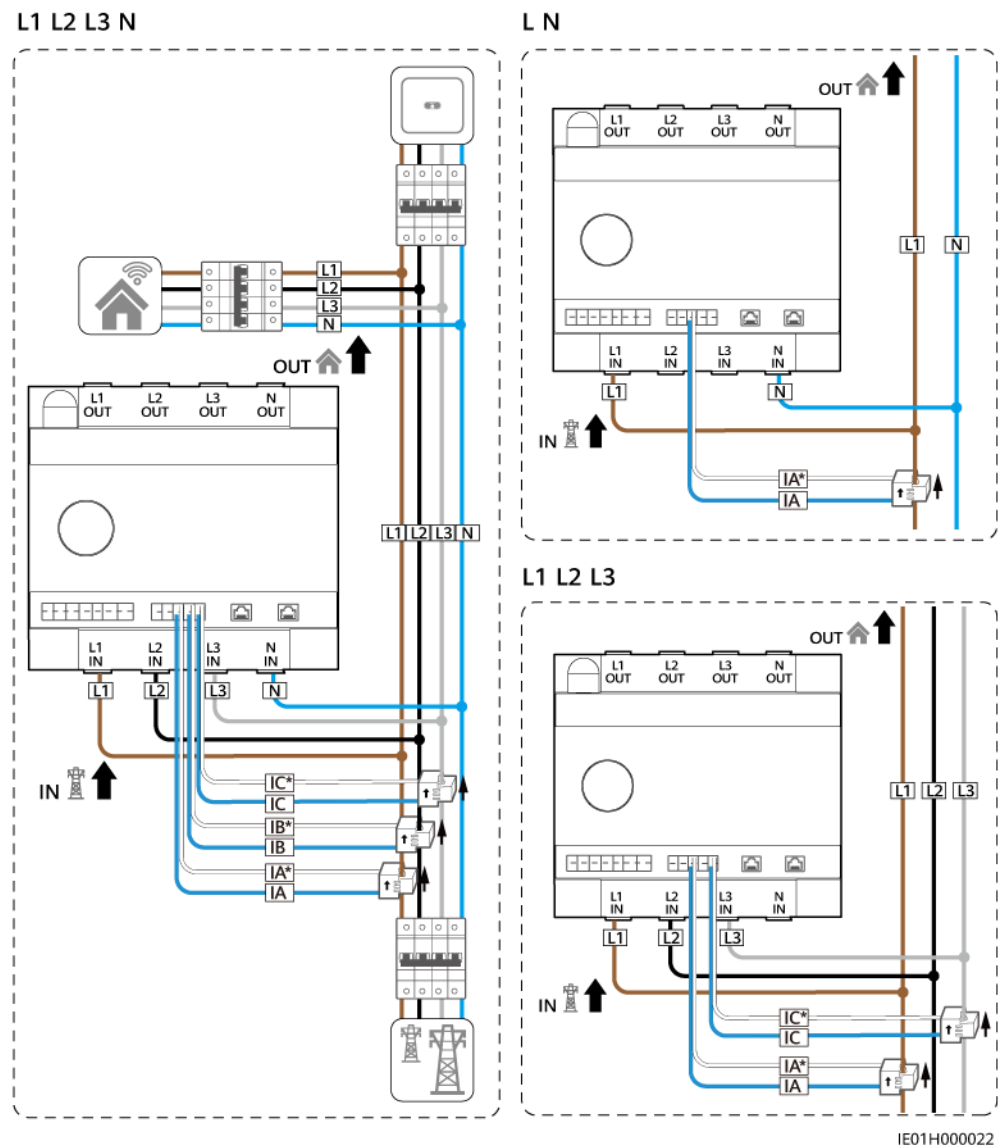 L1 L2 L3 N
L1
L2
L3
N
OUT
L1 OUT
L2 OUT
L3 OUT
N OUT
L1 L2 L3 N
L1 IN
L2 IN
L3 IN
N IN
L1
L2
L3
N
IN
IC*
IC
IB*
IB
IA*
IA
L N
OUT
L1 OUT
L2 OUT
L3 OUT
N OUT
L1
N
L1 IN
L2 IN
L3 IN
N IN
L1
N
IN
IA*
IA
L1 L2 L3
OUT
L1 OUT
L2 OUT
L3 OUT
N OUT
L1 L2 L3
L1 IN
L2 IN
L3 IN
N IN
L1
L2
L3
IN
IC*
IC
IA*
IA
IE01H000022